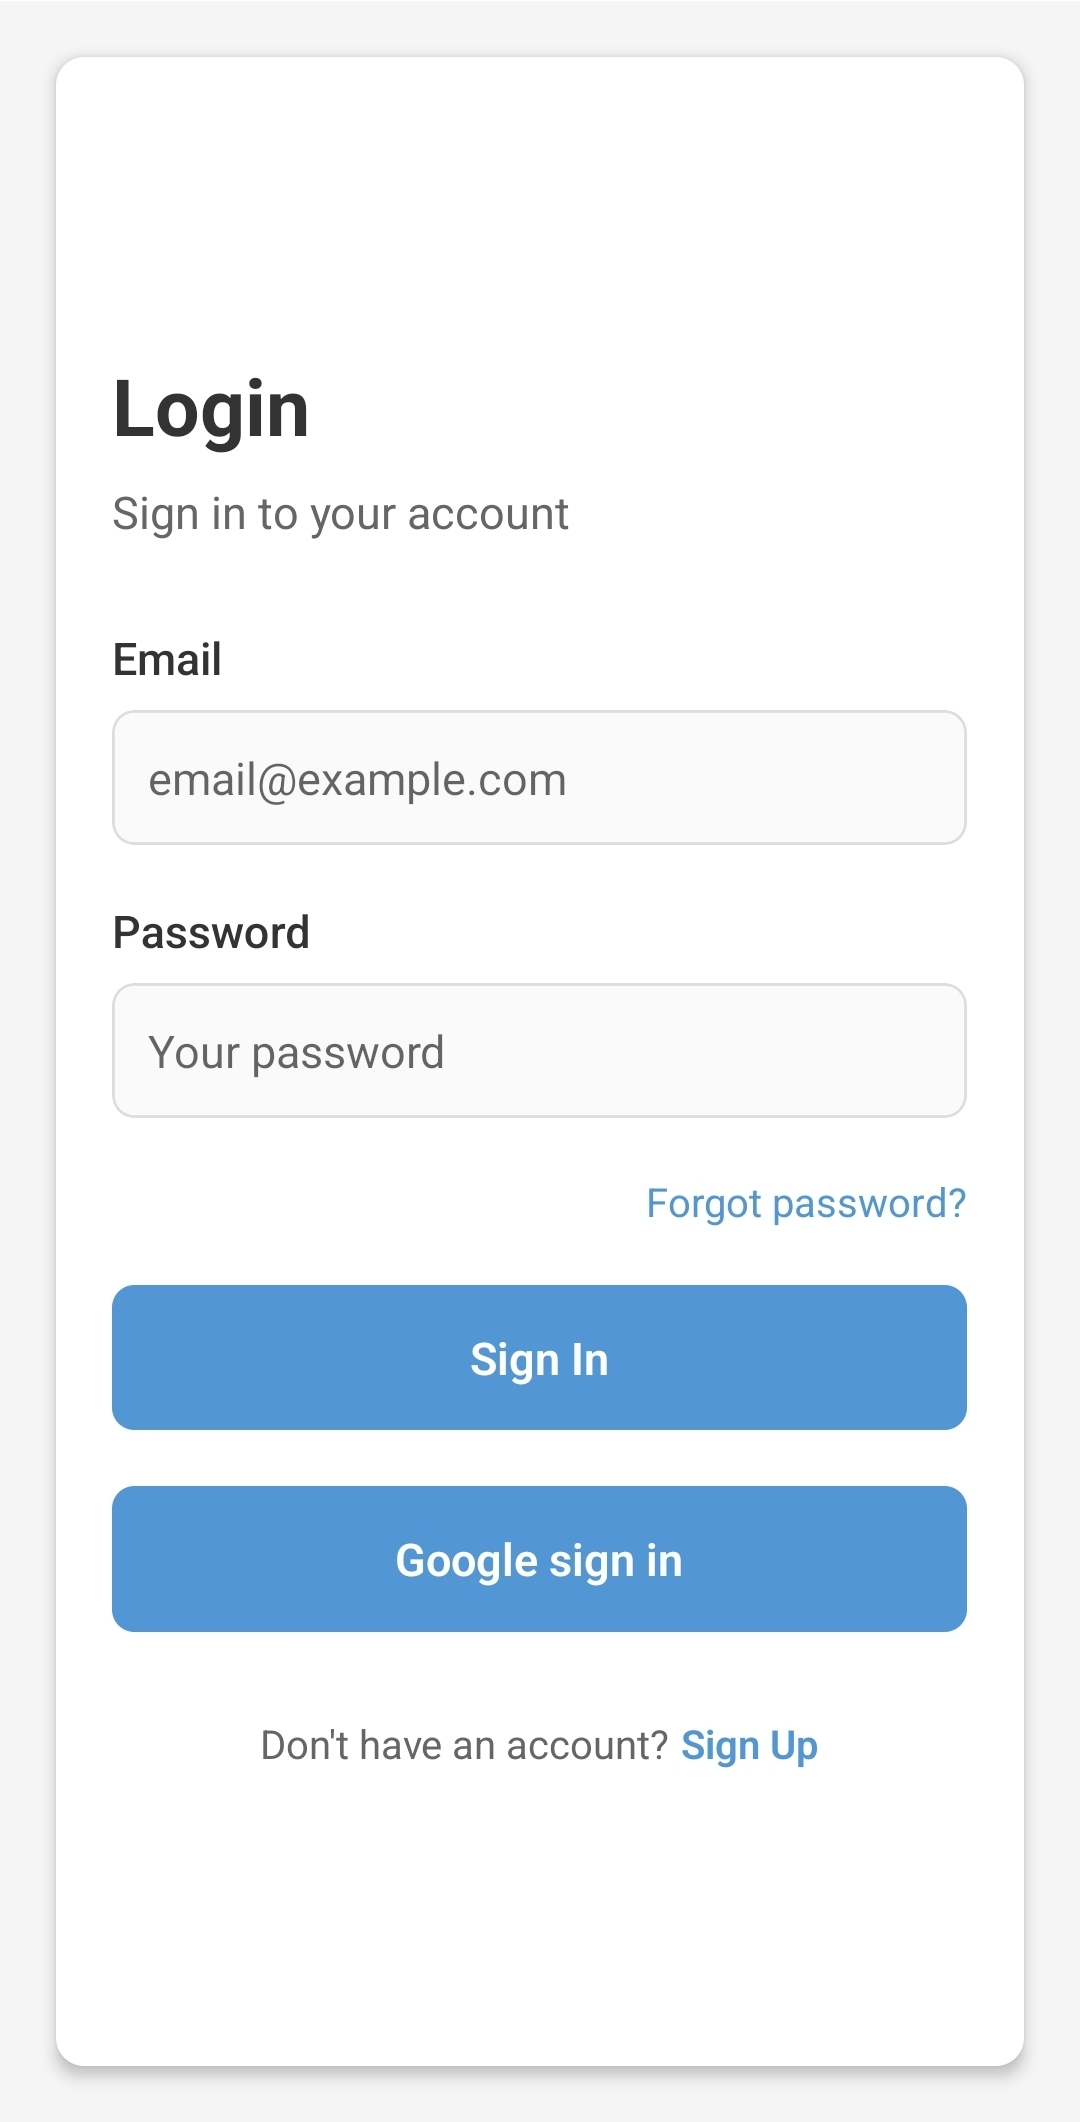 Login
Sign in to your account
Email
email@example.com
Password
Your password
Forgot password?
Sign In
Google sign in
Don't have an account? Sign Up